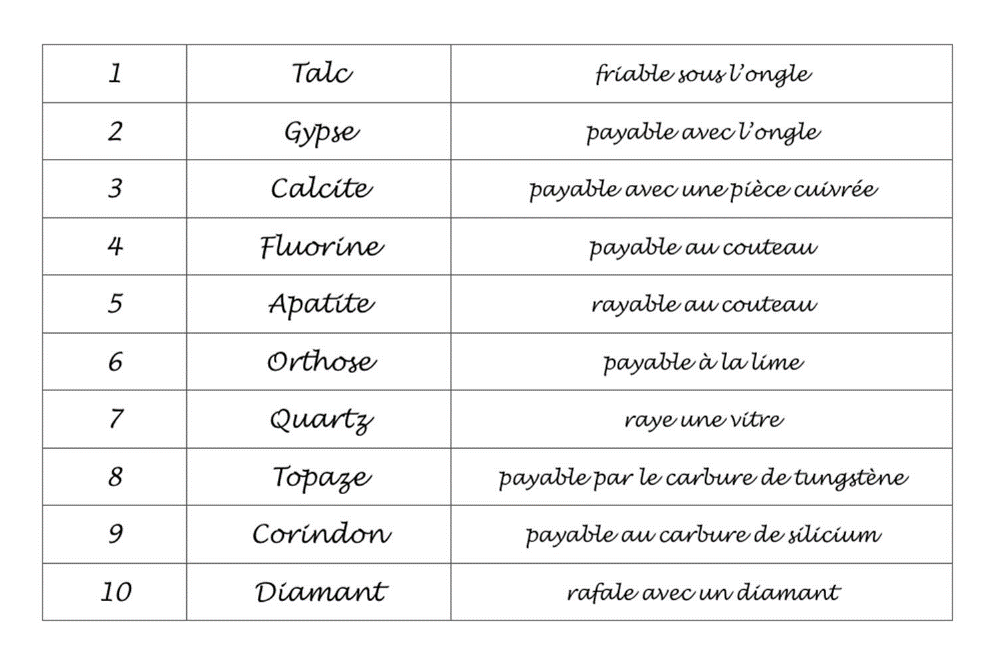 1 Talc friable sous l'ongle
2 Gypse payable avec l'ongle
3 Calcite payable avec une pièce cuivrée
4 Fluorine payable au couteau
5 Apatite rayable au couteau
6 Orthose payable à la lime
7 Quartz raye une vitre
8 Topaze payable par le carbure de tungstène
9 Corindon payable au carbure de silicium
10 Diamant rafale avec un diamant